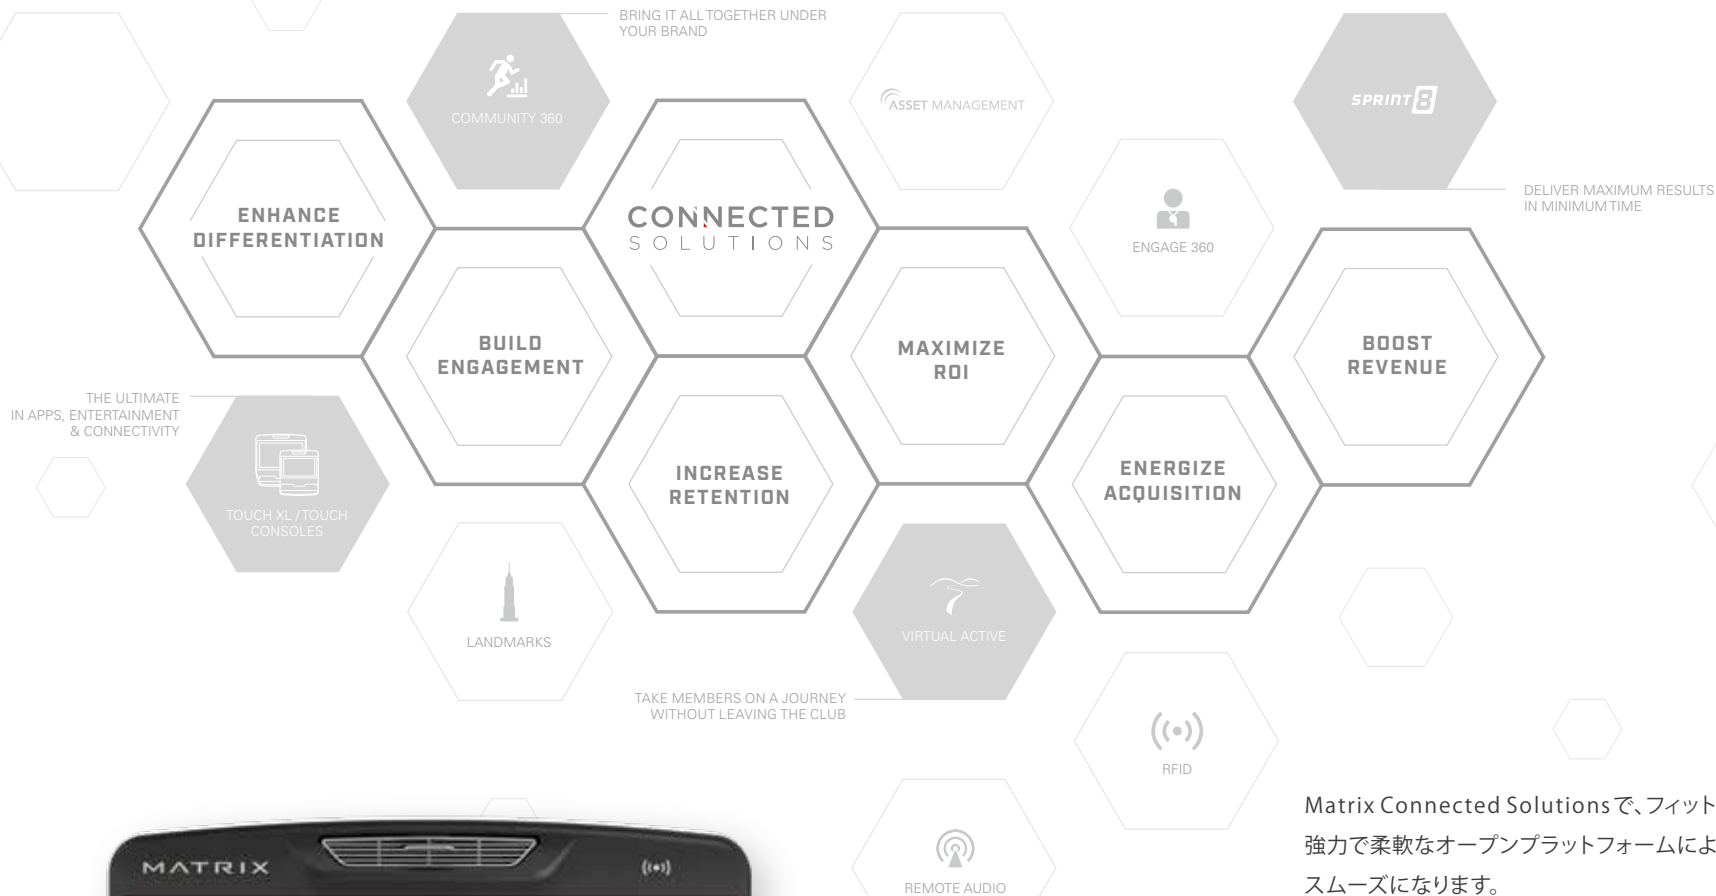 BRING IT ALL TOGETHER UNDER
YOUR BRAND
COMMUNITY 360
ASSET MANAGEMENT
SPRINT 8
DELIVER MAXIMUM RESULTS
IN MINIMUM TIME
ENHANCE
DIFFERENTIATION
CONNECTED
SOLUTIONS
ENGAGE 360
BUILD
ENGAGEMENT
MAXIMIZE
ROI
BOOST
REVENUE
THE ULTIMATE
IN APPS, ENTERTAINMENT
& CONNECTIVITY
INCREASE
RETENTION
ENERGIZE
ACQUISITION
TOUCH XL / TOUCH
CONSOLES
LANDMARKS
VIRTUAL ACTIVE
TAKE MEMBERS ON A JOURNEY
WITHOUT LEAVING THE CLUB
RFID
REMOTE AUDIO
MATRIX
Matrix Connected Solutionsで、フィット
強力で柔軟なオープンプラットフォームによ
スムーズになります。